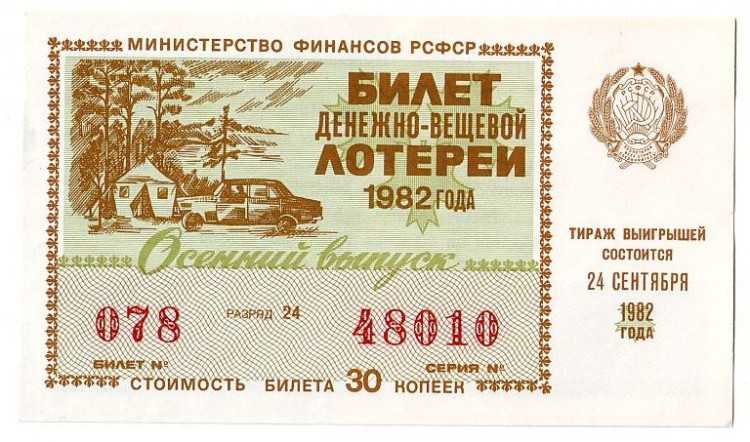 МИНИСТЕРСТВО ФИНАНСОВ РСФСР
БИЛЕТ
ДЕНЕЖНО-ВЕЩЕВОЙ
ЛОТЕРЕИ
1982 ГОДА
Осенний выпуск
078 РАЗРЯД 24 48010
БИЛЕТ № СЕРИЯ №
СТОИМОСТЬ БИЛЕТА 30 КОПЕЕК
РСФСР
ТИРАЖ ВЫИГРЫШЕЙ
СОСТОИТСЯ
24 СЕНТЯБРЯ
1982
ГОДА